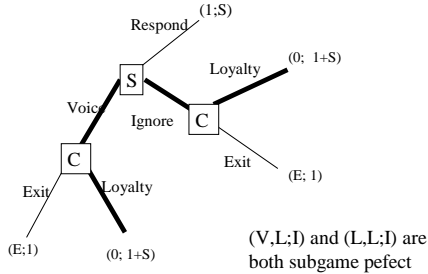 (1;S)
Respond
Loyalty
(0; 1+S)
S
Voice
Ignore
C
C
Exit
(E; 1)
Exit
Loyalty
(E;1)
(0; 1+S)
(V,L;I) and (L,L;I) are
both subgame pefect